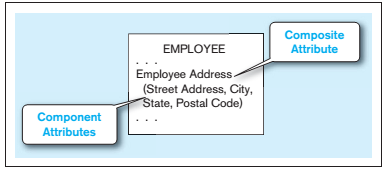 Composite
Attribute
EMPLOYEE
. . .
Employee Address
(Street Address, City,
State, Postal Code)
. . .
Component
Attributes